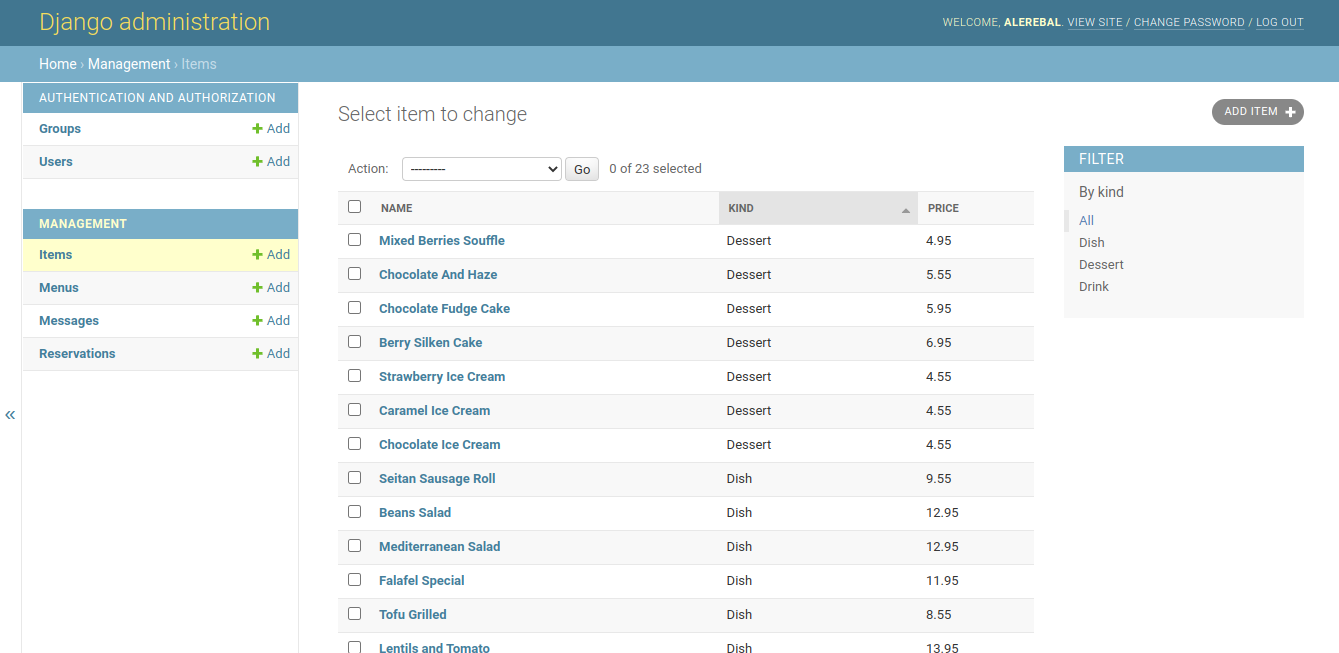 Django administration
WELCOME, ALEREBAL. VIEW SITE / CHANGE PASSWORD / LOG OUT
Home › Management › Items
AUTHENTICATION AND AUTHORIZATION
Groups + Add
Users + Add
MANAGEMENT
Items + Add
Menus + Add
Messages + Add
Reservations + Add
«
Select item to change
ADD ITEM +
Action: --------- Go 0 of 23 selected
NAME KIND PRICE
Mixed Berries Souffle Dessert 4.95
Chocolate And Haze Dessert 5.55
Chocolate Fudge Cake Dessert 5.95
Berry Silken Cake Dessert 6.95
Strawberry Ice Cream Dessert 4.55
Caramel Ice Cream Dessert 4.55
Chocolate Ice Cream Dessert 4.55
Seitan Sausage Roll Dish 9.55
Beans Salad Dish 12.95
Mediterranean Salad Dish 12.95
Falafel Special Dish 11.95
Tofu Grilled Dish 8.55
Lentils and Tomato Dish 13.95
FILTER
By kind
All
Dish
Dessert
Drink